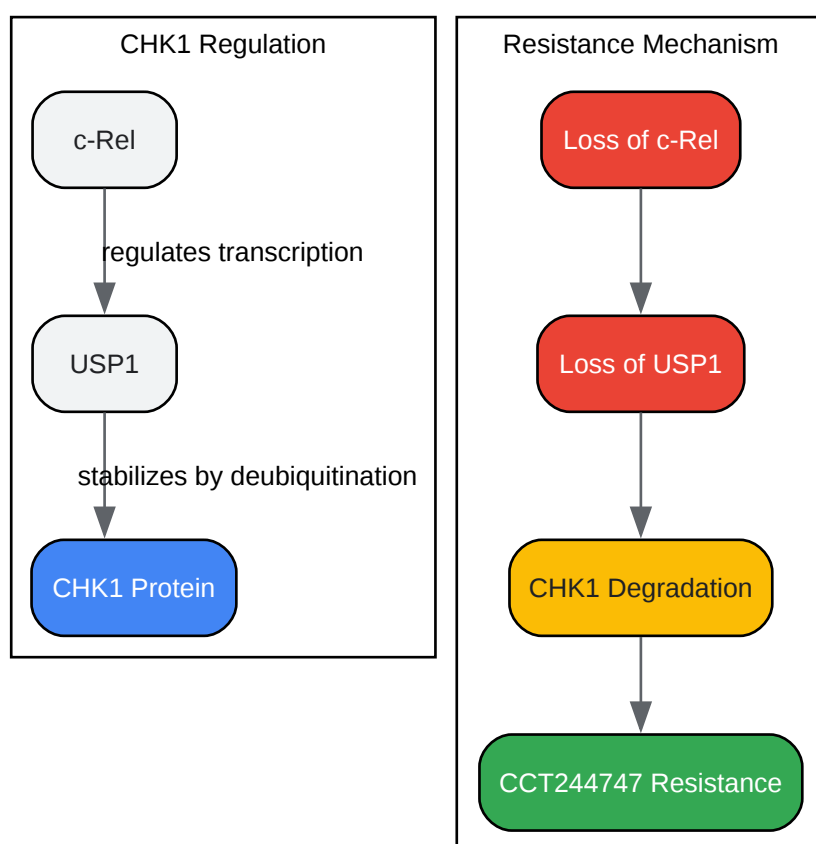 CHK1 Regulation
c-Rel
regulates transcription
USP1
stabilizes by deubiquitination
CHK1 Protein
Resistance Mechanism
Loss of c-Rel
Loss of USP1
CHK1 Degradation
CCT244747 Resistance